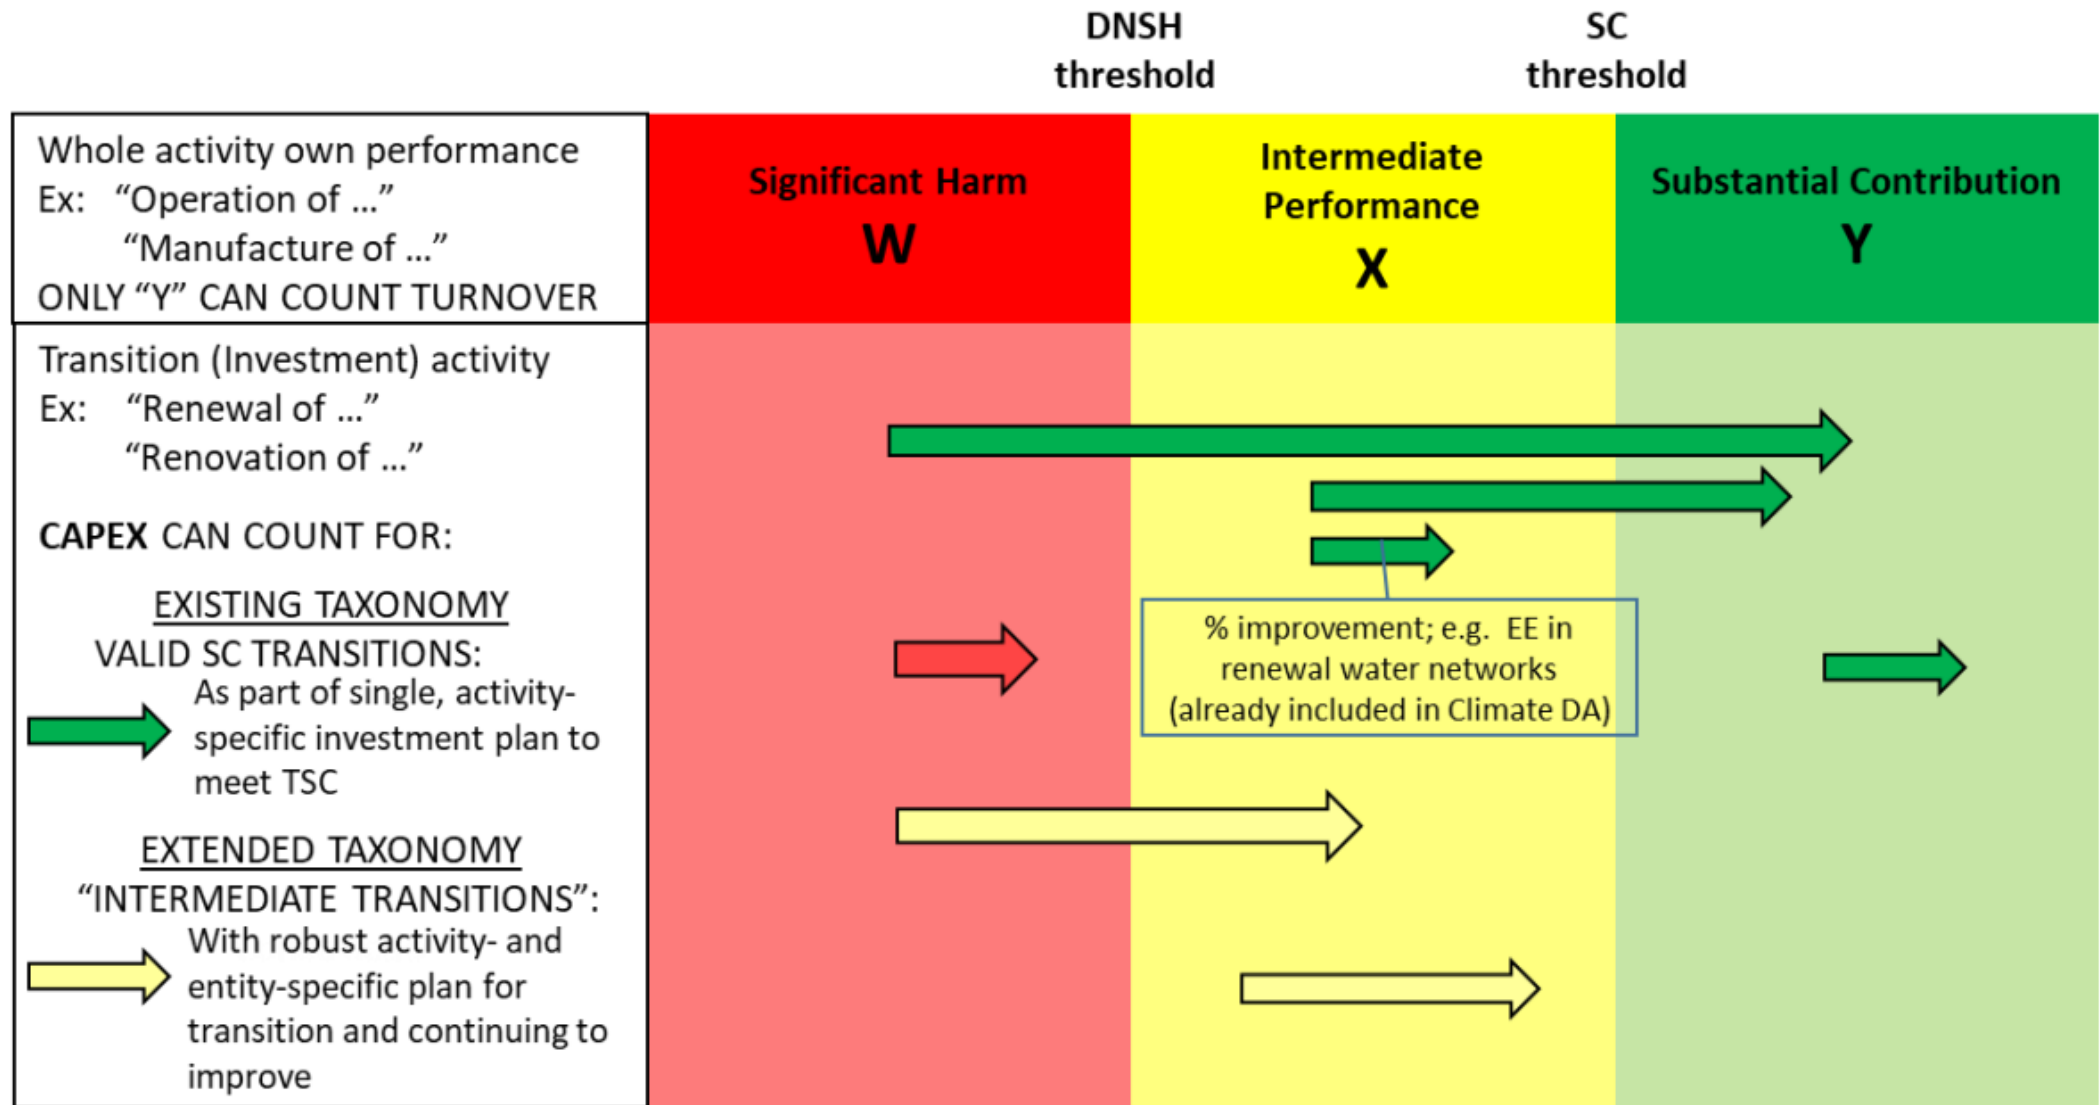 DNSH
threshold
SC
threshold
Whole activity own performance
Ex: “Operation of ...”
“Manufacture of ...”
ONLY “Y” CAN COUNT TURNOVER
Significant Harm
W
Intermediate
Performance
X
Substantial Contribution
Y
Transition (Investment) activity
Ex: “Renewal of ...”
“Renovation of ...”
CAPEX CAN COUNT FOR:
EXISTING TAXONOMY
VALID SC TRANSITIONS:
As part of single, activity-
specific investment plan to
meet TSC
EXTENDED TAXONOMY
“INTERMEDIATE TRANSITIONS”:
With robust activity- and
entity-specific plan for
transition and continuing to
improve
% improvement; e.g. EE in
renewal water networks
(already included in Climate DA)